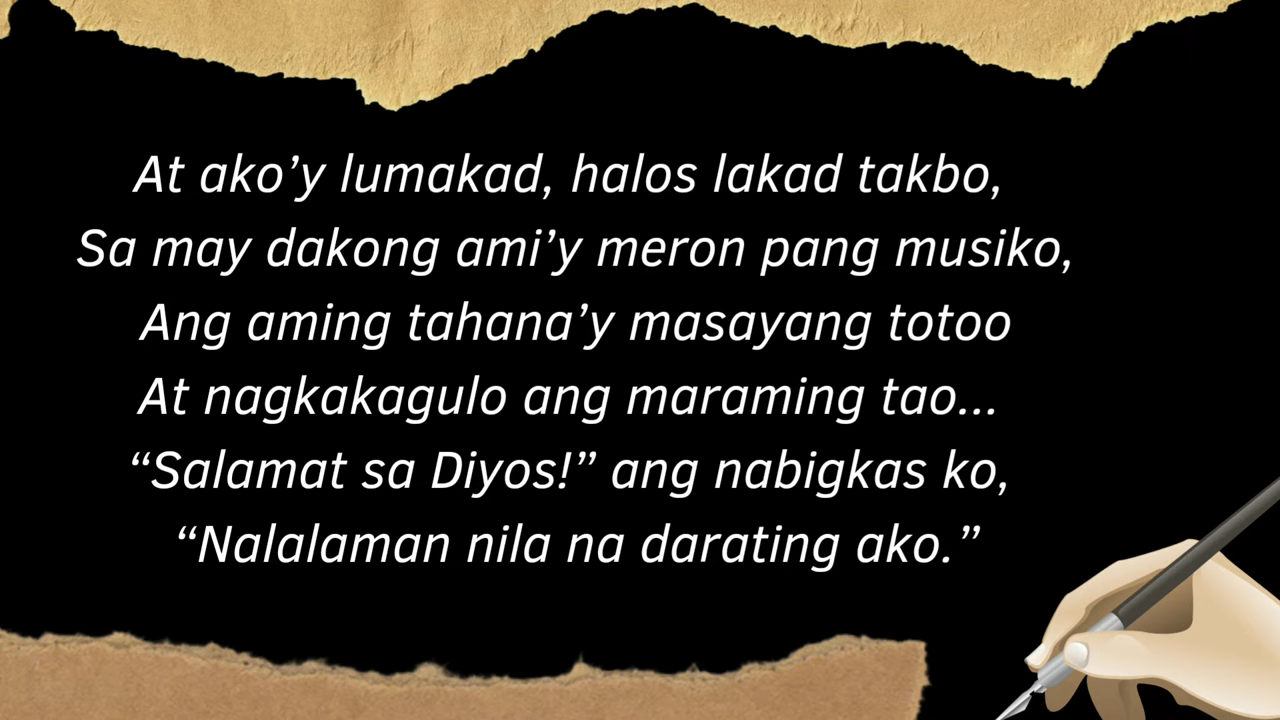 At ako’y lumakad, halos lakad takbo,
Sa may dakong ami’y meron pang musiko,
Ang aming tahana’y masayang totoo
At nagkakagulo ang maraming tao...
“Salamat sa Diyos!” ang nabigkas ko,
“Nalalaman nila na darating ako.”